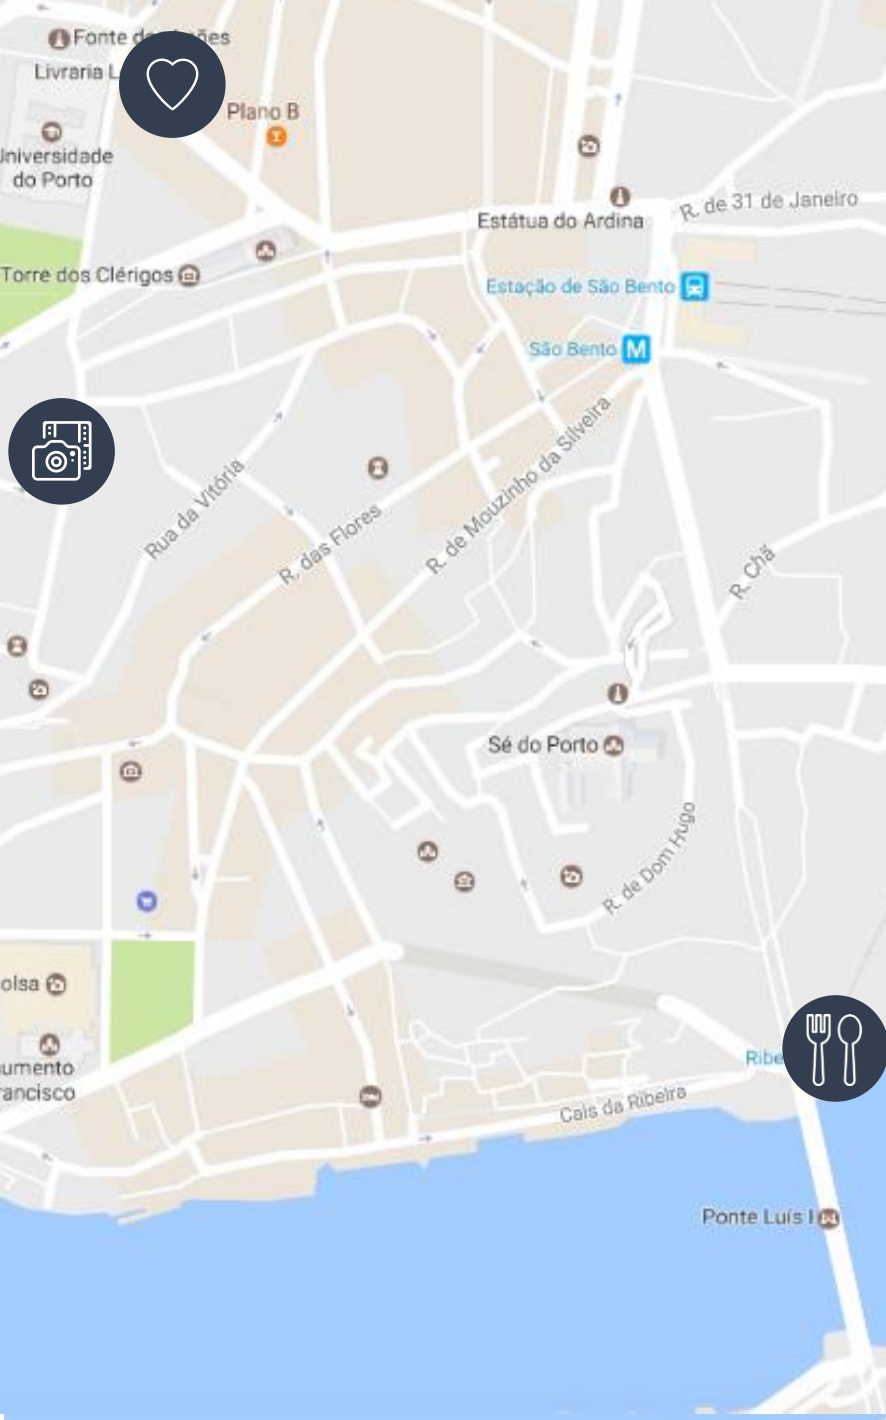 Fonte d
ões
Livraria L
Plano B
Universidade
do Porto
R. de 31 de Janeiro
Estátua do Ardina
Torre dos Clérigos
Estação de São Bento
São Bento
M
R. de Mouzinho da Silveira
Rua da Vitória
R. das Flores
R. Chã
Sé do Porto
R. de Dom Hugo
olsa
umento
rancisco
Ribe
Cais da Ribeira
Ponte Luís I